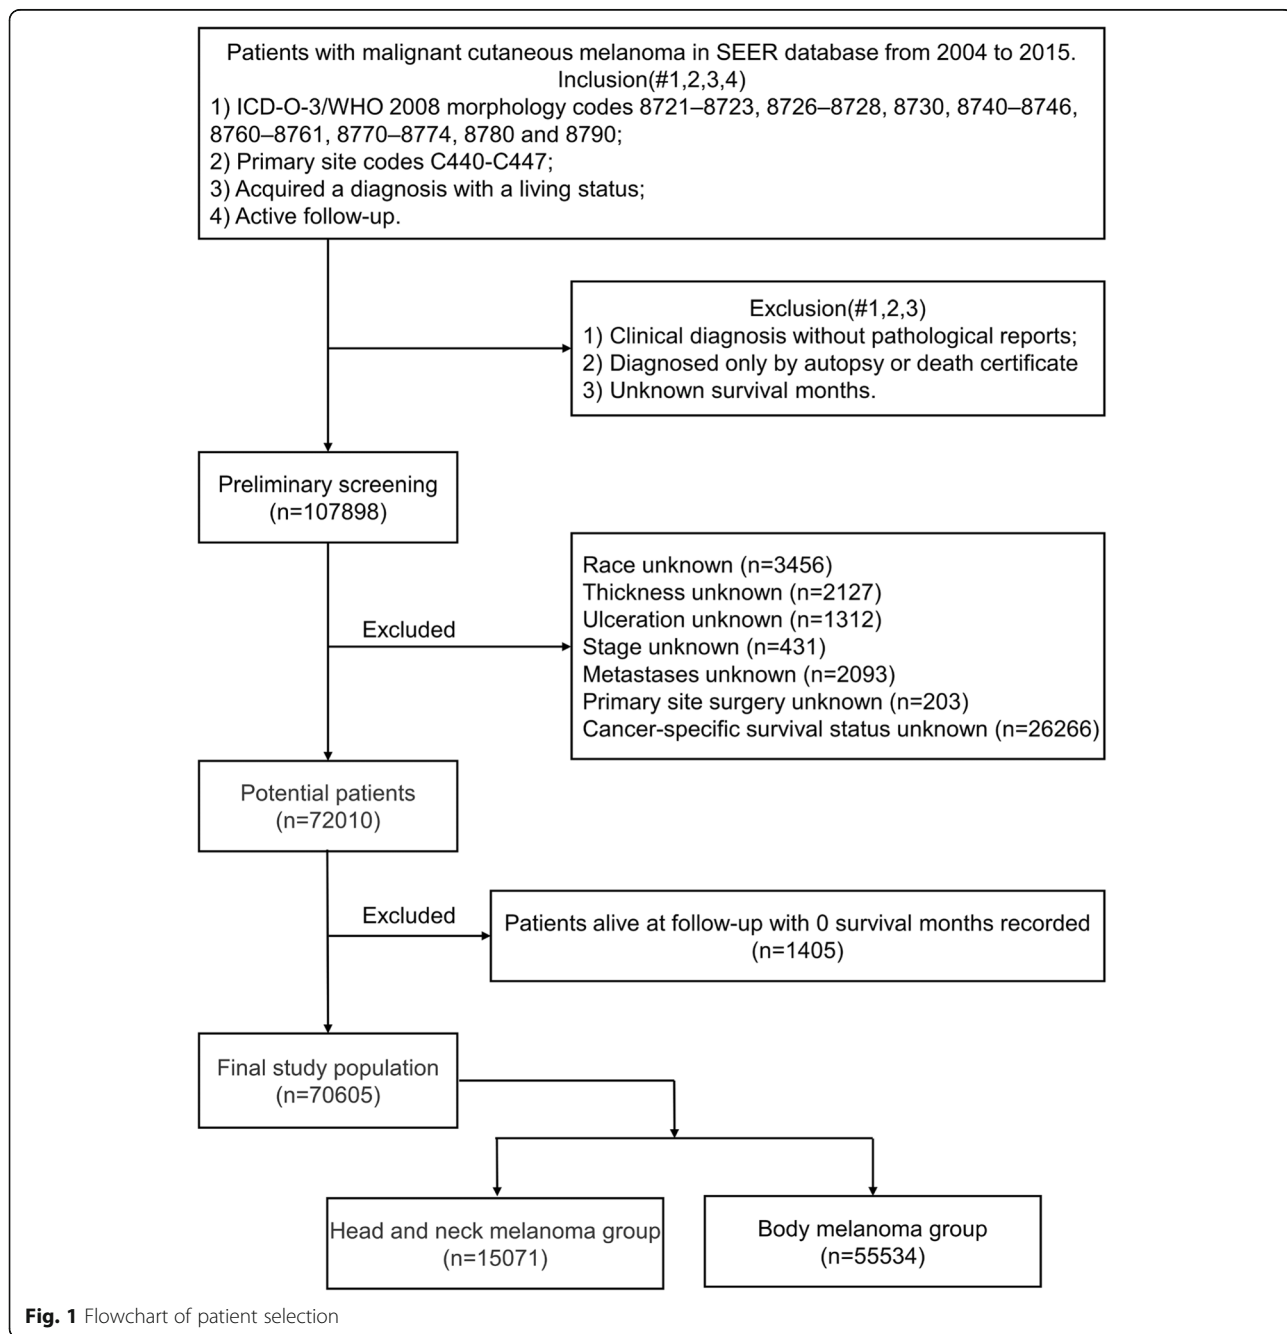 Patients with malignant cutaneous melanoma in SEER database from 2004 to 2015.
Inclusion(#1,2,3,4)
1) ICD-O-3/WHO 2008 morphology codes 8721–8723, 8726–8728, 8730, 8740–8746,
8760–8761, 8770–8774, 8780 and 8790;
2) Primary site codes C440-C447;
3) Acquired a diagnosis with a living status;
4) Active follow-up.
Exclusion(#1,2,3)
1) Clinical diagnosis without pathological reports;
2) Diagnosed only by autopsy or death certificate
3) Unknown survival months.
Preliminary screening
(n=107898)
Excluded
Race unknown (n=3456)
Thickness unknown (n=2127)
Ulceration unknown (n=1312)
Stage unknown (n=431)
Metastases unknown (n=2093)
Primary site surgery unknown (n=203)
Cancer-specific survival status unknown (n=26266)
Potential patients
(n=72010)
Excluded
Patients alive at follow-up with 0 survival months recorded
(n=1405)
Final study population
(n=70605)
Head and neck melanoma group
(n=15071)
Body melanoma group
(n=55534)
Fig. 1 Flowchart of patient selection